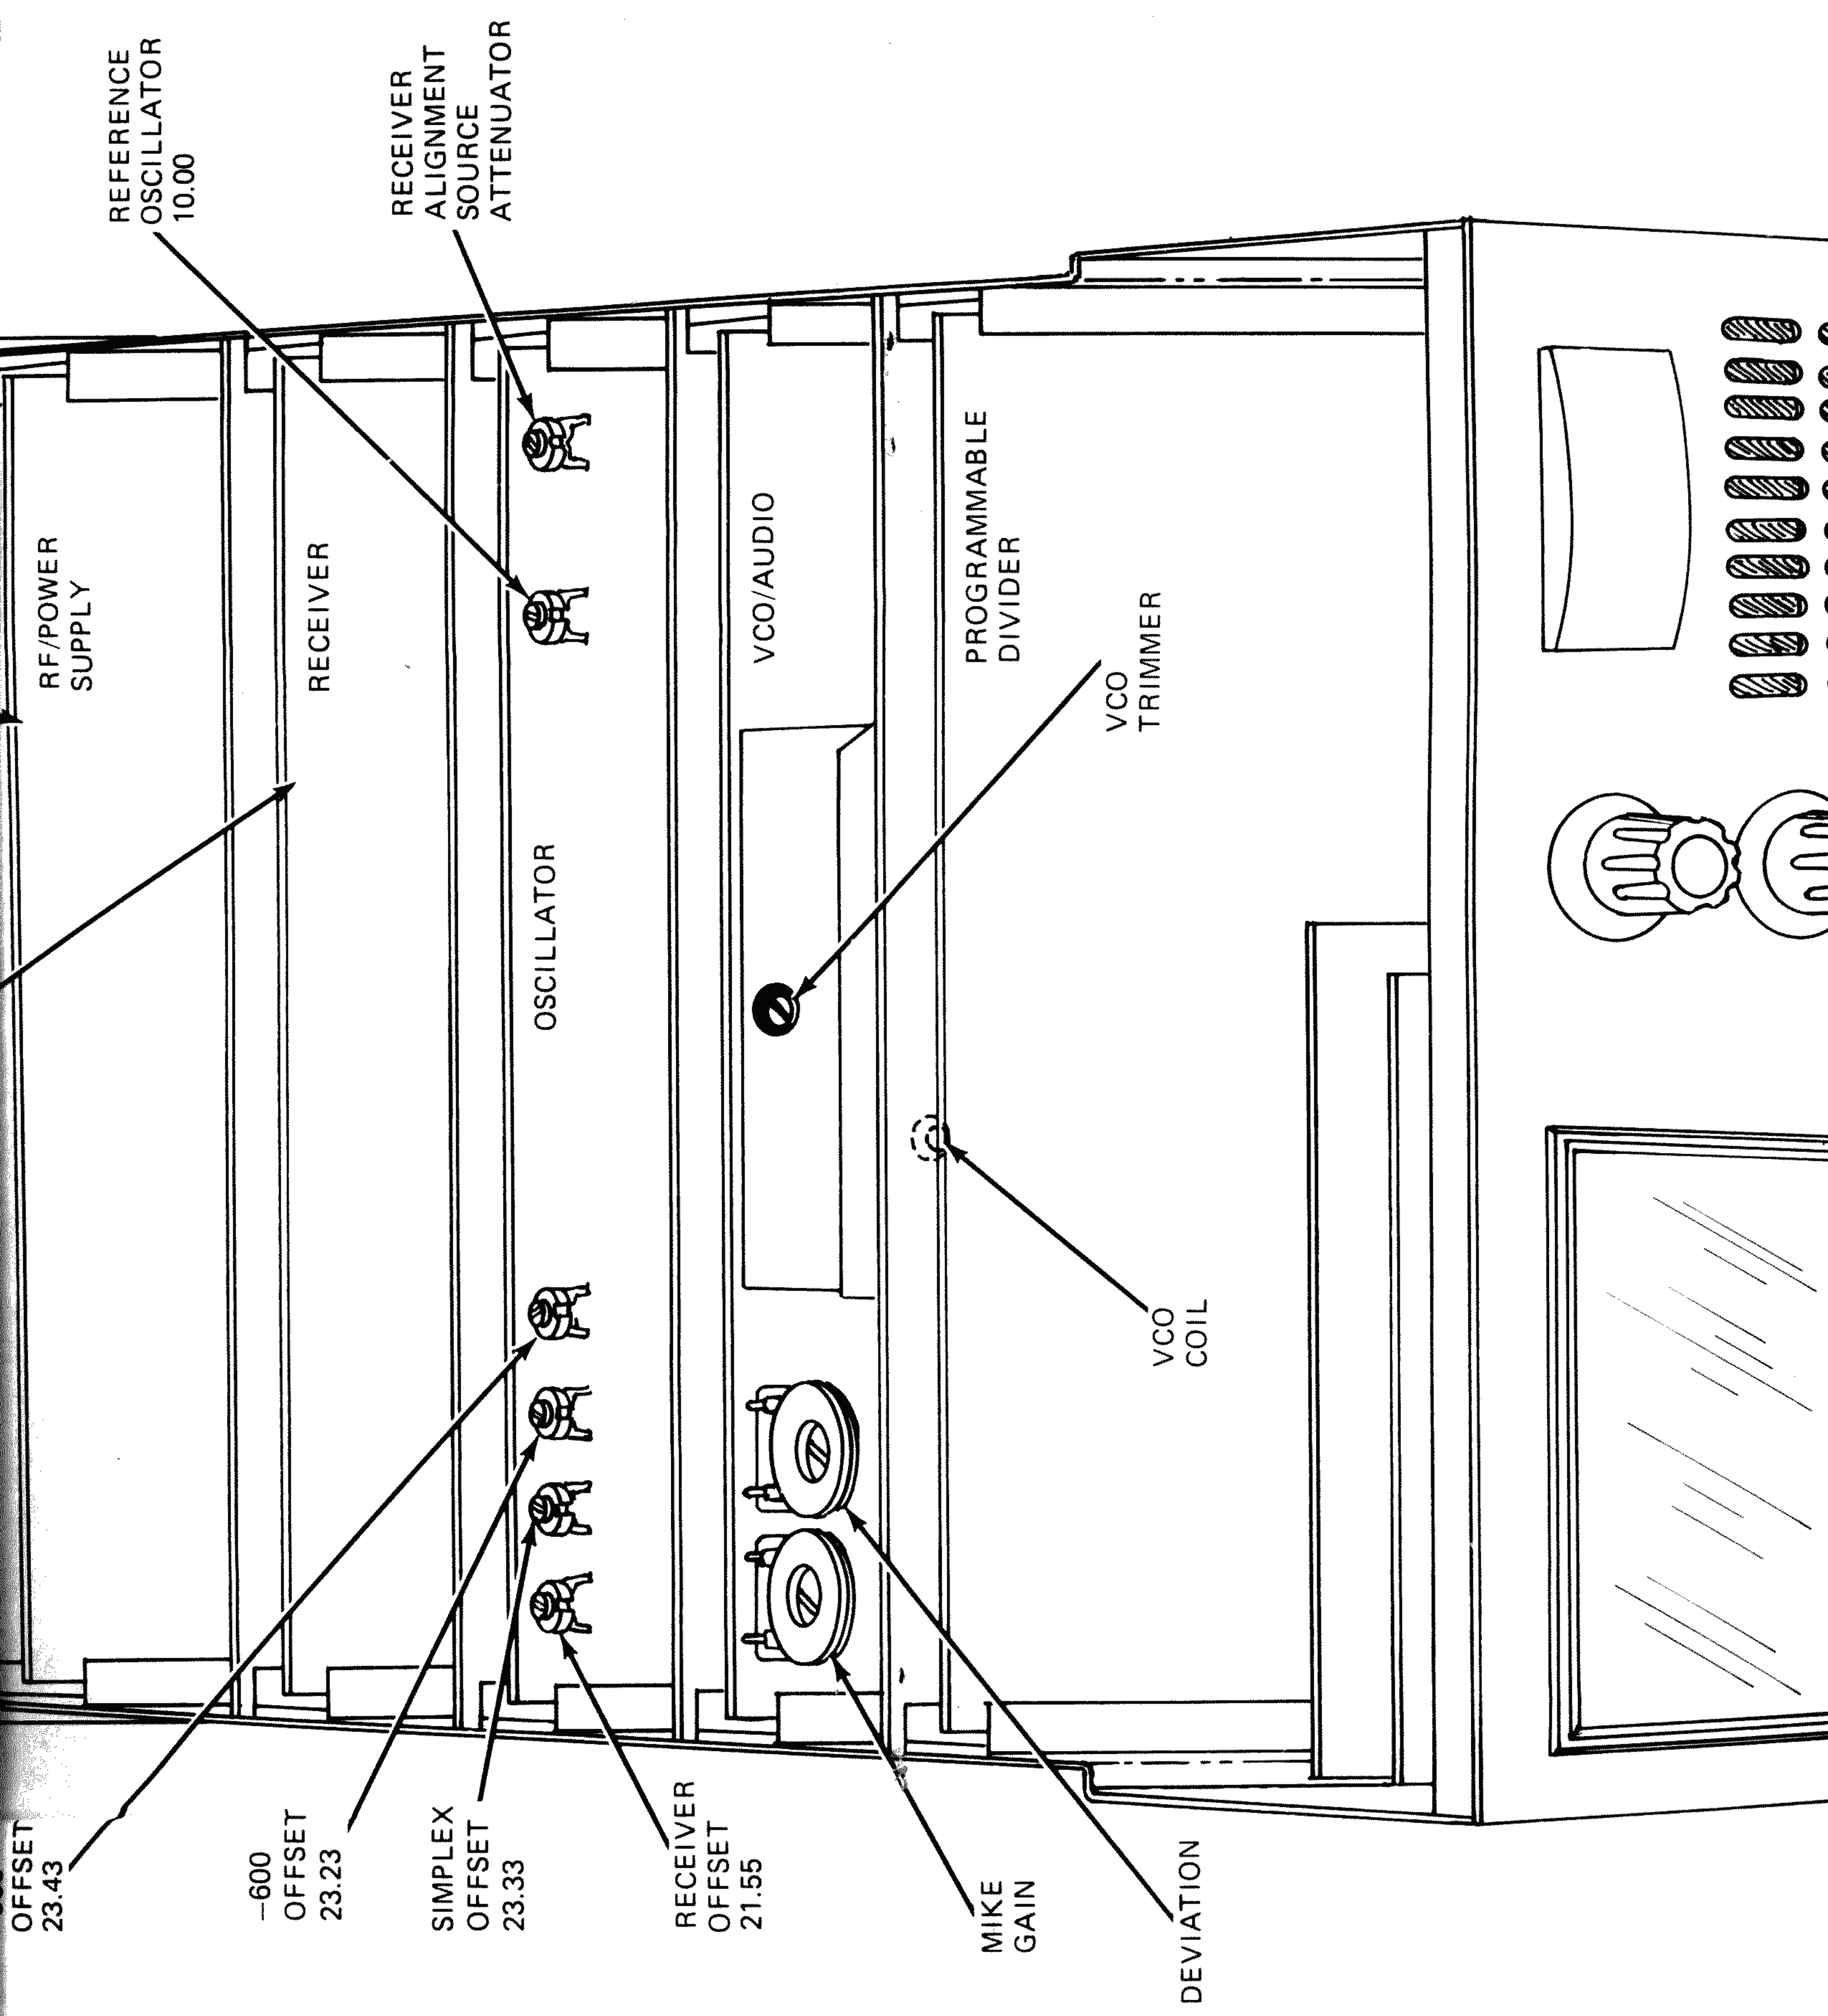 REFERENCE
OSCILLATOR
10.00
RECEIVER
ALIGNMENT
SOURCE
ATTENUATOR
RF/POWER
SUPPLY
RECEIVER
OSCILLATOR
VCO/AUDIO
PROGRAMMABLE
DIVIDER
VCO
TRIMMER
VCO
COIL
OFFSET
23.43
−600
OFFSET
23.23
SIMPLEX
OFFSET
23.33
RECEIVER
OFFSET
21.55
MIKE
GAIN
DEVIATION